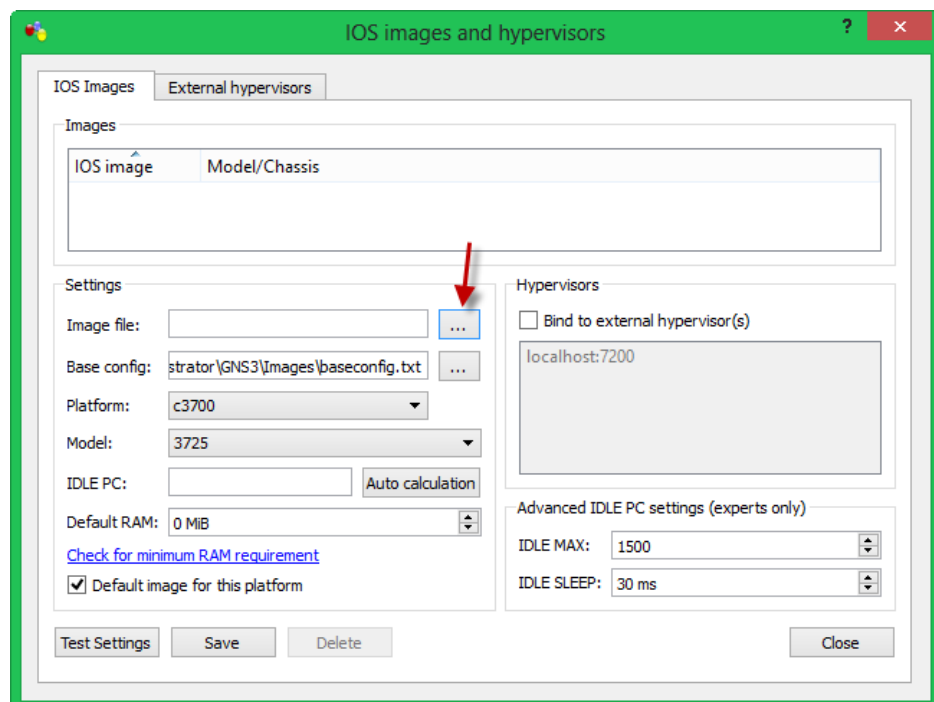 IOS images and hypervisors
?
IOS Images
External hypervisors
Images
IOS image
Model/Chassis
Settings
Image file:
...
Base config:
strator\GNS3\Images\baseconfig.txt
...
Platform:
c3700
Model:
3725
IDLE PC:
Auto calculation
Default RAM:
0 MiB
Check for minimum RAM requirement
Default image for this platform
Hypervisors
Bind to external hypervisor(s)
localhost:7200
Advanced IDLE PC settings (experts only)
IDLE MAX:
1500
IDLE SLEEP:
30 ms
Test Settings
Save
Delete
Close